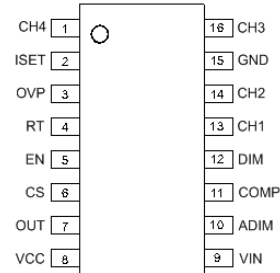 CH4 1 16 CH3
ISET 2 15 GND
OVP 3 14 CH2
RT 4 13 CH1
EN 5 12 DIM
CS 6 11 COMP
OUT 7 10 ADIM
VCC 8 9 VIN